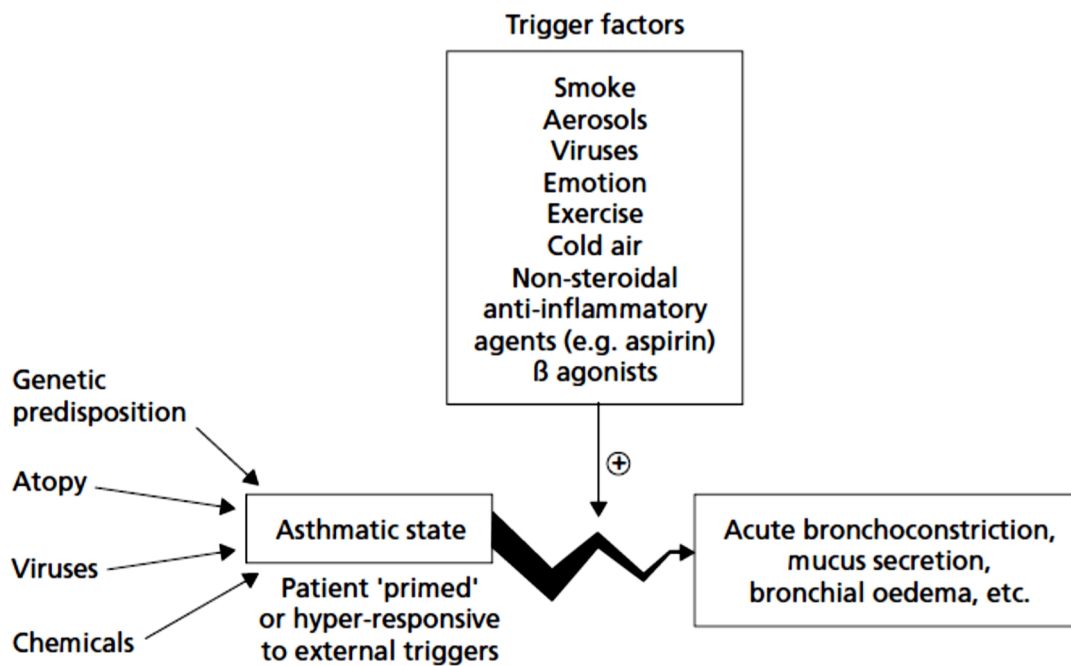 Trigger factors
Smoke
Aerosols
Viruses
Emotion
Exercise
Cold air
Non-steroidal
anti-inflammatory
agents (e.g. aspirin)
ß agonists
+
Genetic
predisposition
Atopy
Viruses
Chemicals
Asthmatic state
Patient 'primed'
or hyper-responsive
to external triggers
Acute bronchoconstriction,
mucus secretion,
bronchial oedema, etc.